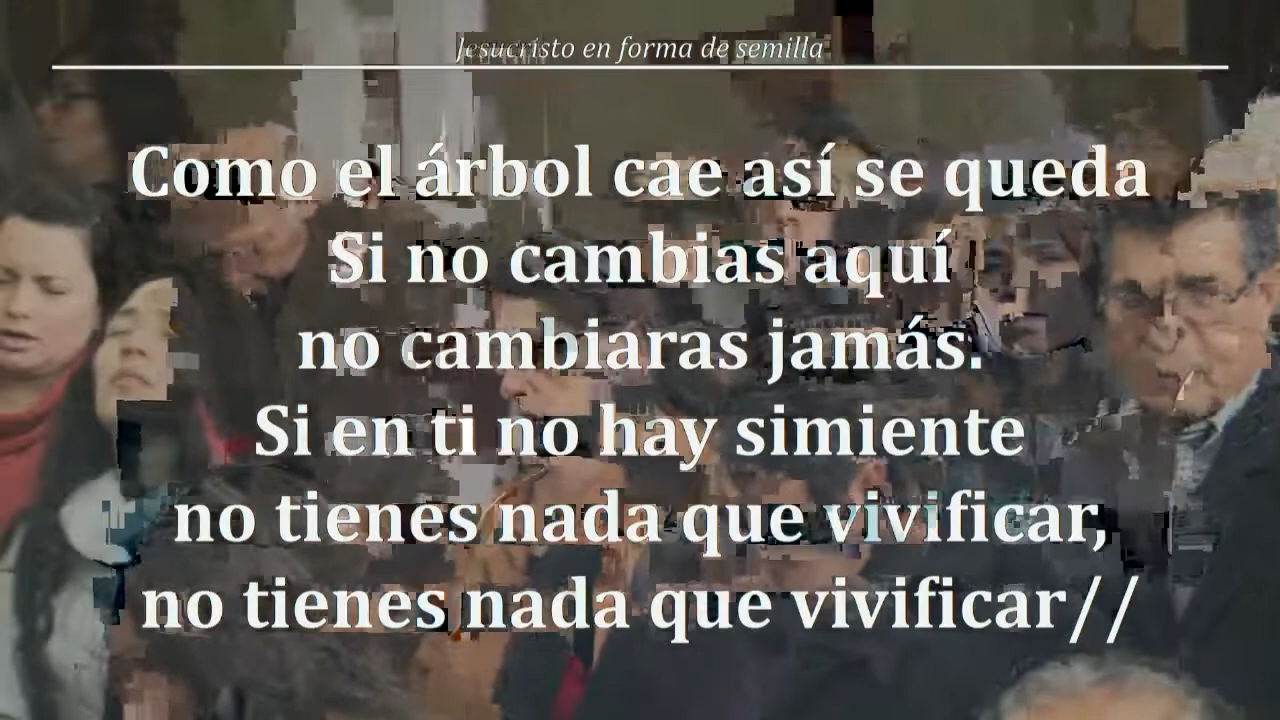 Jesucristo en forma de semilla
Como el árbol cae así se queda
Si no cambias aquí
no cambiaras jamás.
Si en ti no hay simiente
no tienes nada que vivificar,
no tienes nada que vivificar//